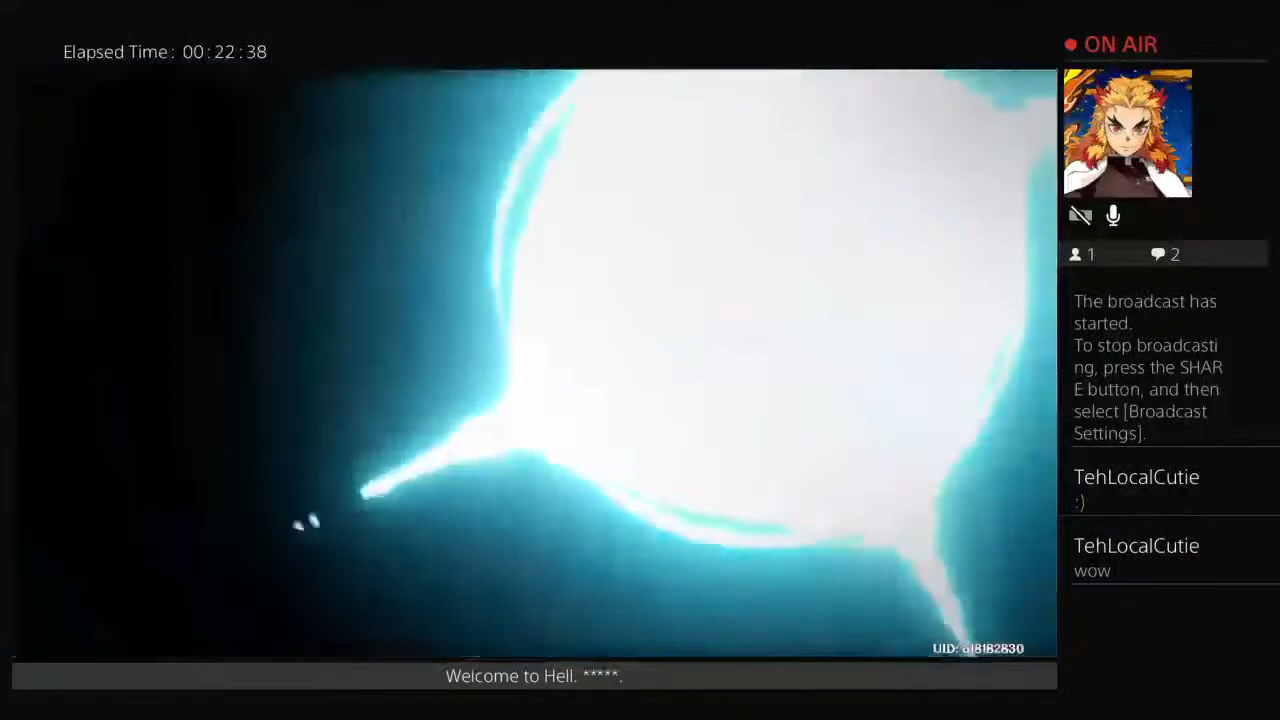 Elapsed Time: 00:22:38
ON AIR
1
2
The broadcast has
started.
To stop broadcasti
ng, press the SHAR
E button, and then
select [Broadcast
Settings].
TehLocalCutie
:)
TehLocalCutie
wow
UID:
Welcome to Hell. *****.